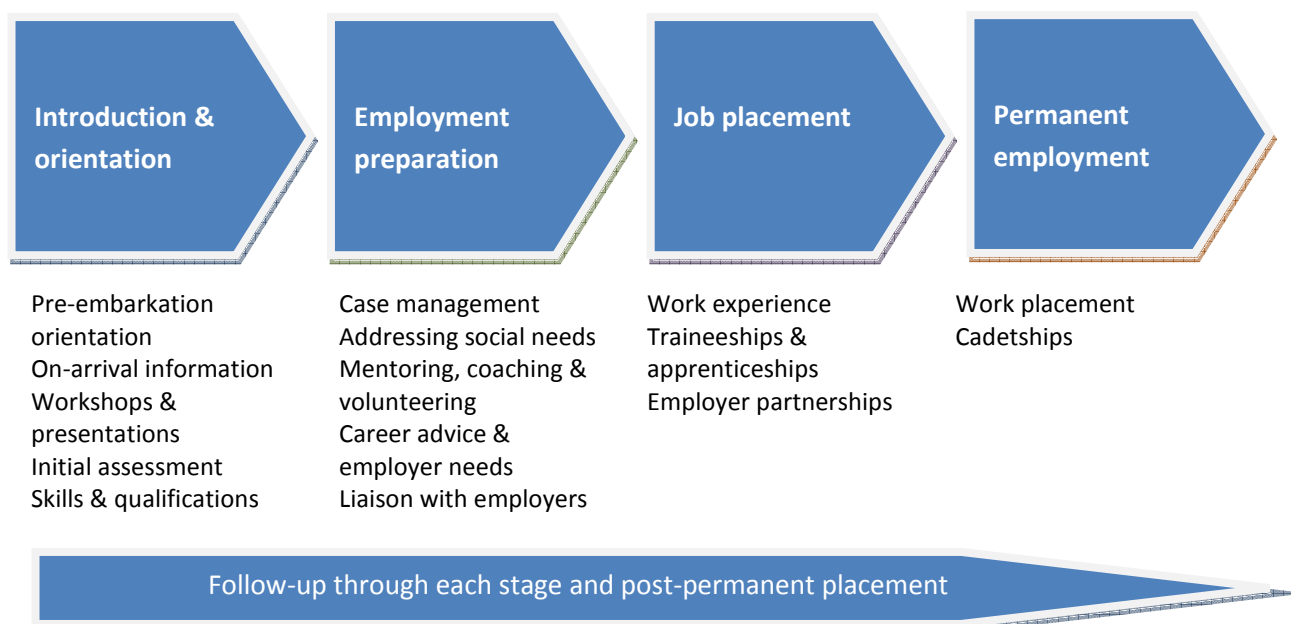 Introduction &
orientation
Employment
preparation
Job placement
Permanent
employment
Pre-embarkation
orientation
On-arrival information
Workshops &
presentations
Initial assessment
Skills & qualifications
Case management
Addressing social needs
Mentoring, coaching &
volunteering
Career advice &
employer needs
Liaison with employers
Work experience
Traineeships &
apprenticeships
Employer partnerships
Work placement
Cadetships
Follow-up through each stage and post-permanent placement